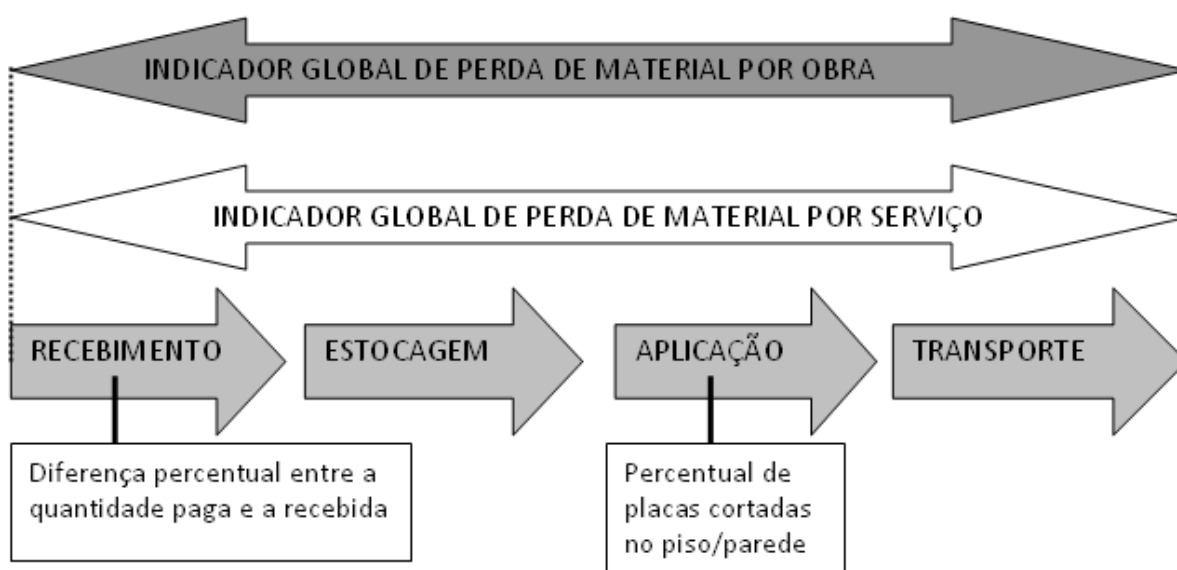 INDICADOR GLOBAL DE PERDA DE MATERIAL POR OBRA
INDICADOR GLOBAL DE PERDA DE MATERIAL POR SERVIÇO
RECEBIMENTO
ESTOCAGEM
APLICAÇÃO
TRANSPORTE
Diferença percentual entre a
quantidade paga e a recebida
Percentual de
placas cortadas
no piso/parede